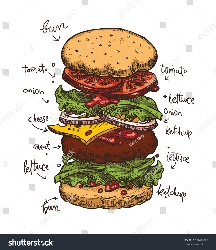 bun
tomato
tomato
onion
lettuce
onion
cheese
ketchup
meat
lettuce
lettuce
ketchup
bun
shutterstock